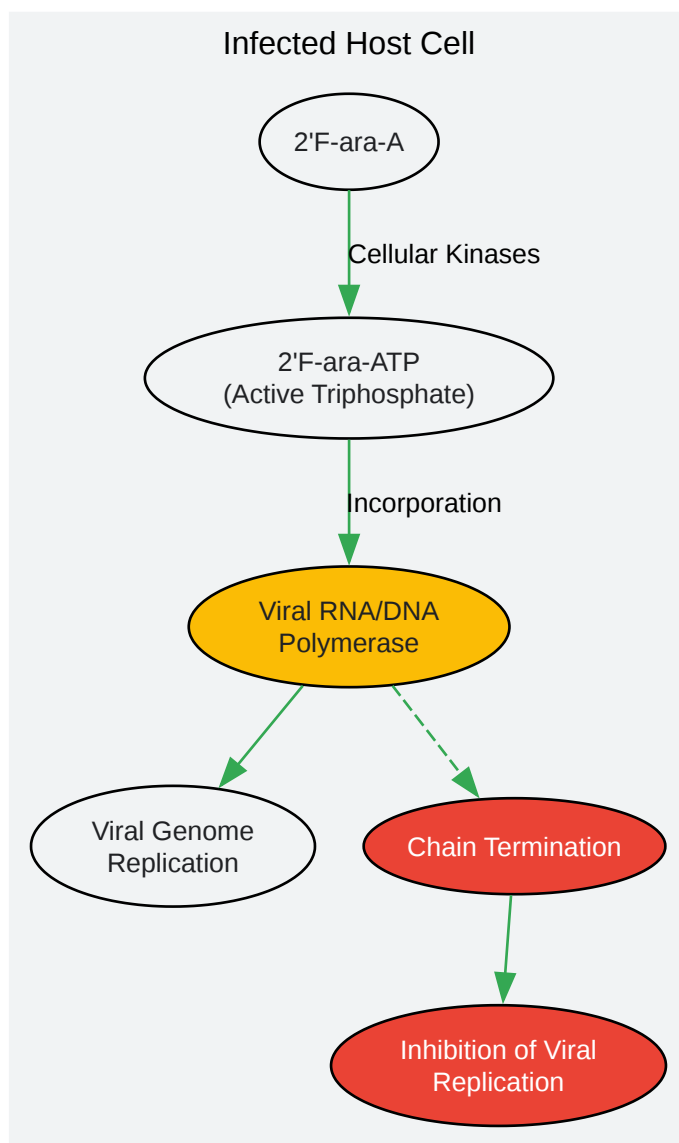 Infected Host Cell
2'F-ara-A
Cellular Kinases
2'F-ara-ATP
(Active Triphosphate)
Incorporation
Viral RNA/DNA
Polymerase
Viral Genome
Replication
Chain Termination
Inhibition of Viral
Replication